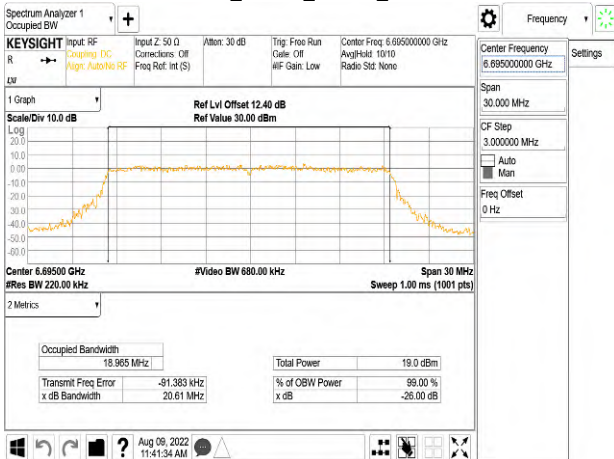 Spectrum Analyzer 1
Occupied BW
+
Frequency
KEYSIGHT
R
LXI
Input: RF
Coupling: DC
Align: Auto/No RF
Input Z: 50 Ω
Corrections: Off
Freq Ref: Int (S)
Atten: 30 dB
Trig: Free Run
Gate: Off
#IF Gain: Low
Center Freq: 6.695000000 GHz
Avg|Hold: 10/10
Radio Std: None
Center Frequency
6.695000000 GHz
Settings
Span
30.000 MHz
CF Step
3.000000 MHz
Auto
Man
Freq Offset
0 Hz
1 Graph
Scale/Div 10.0 dB
Ref Lvl Offset 12.40 dB
Ref Value 30.00 dBm
Log
20.0
10.0
0.00
-10.0
-20.0
-30.0
-40.0
-50.0
-60.0
Center 6.69500 GHz
#Video BW 680.00 kHz
Span 30 MHz
#Res BW 220.00 kHz
Sweep 1.00 ms (1001 pts)
2 Metrics
Occupied Bandwidth
18.965 MHz
Total Power 19.0 dBm
Transmit Freq Error -91.383 kHz
% of OBW Power 99.00 %
x dB Bandwidth 20.61 MHz
x dB -26.00 dB
?
Aug 09, 2022
11:41:34 AM